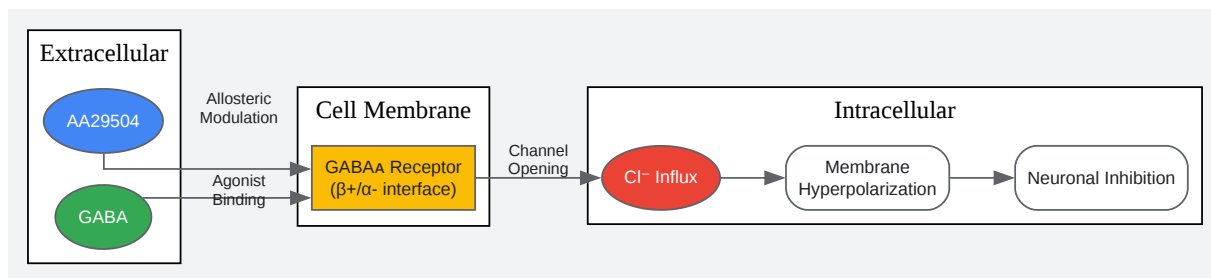 Extracellular
AA29504
GABA
Allosteric
Modulation
Agonist
Binding
Cell Membrane
GABAᴀ Receptor
(β+/α- interface)
Channel
Opening
Intracellular
Cl⁻ Influx
Membrane
Hyperpolarization
Neuronal Inhibition